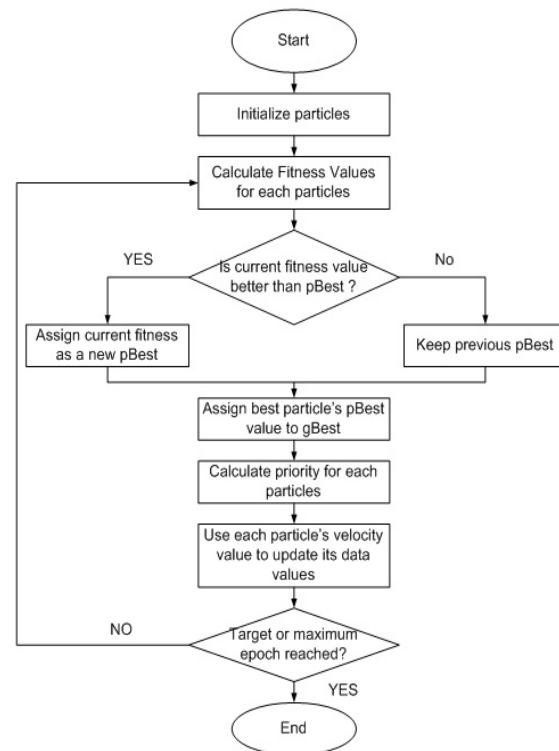 Start
Initialize particles
Calculate Fitness Values
for each particles
YES
Is current fitness value
better than pBest ?
No
Assign current fitness
as a new pBest
Keep previous pBest
Assign best particle's pBest
value to gBest
Calculate priority for each
particles
Use each particle's velocity
value to update its data
values
NO
Target or maximum
epoch reached?
YES
End